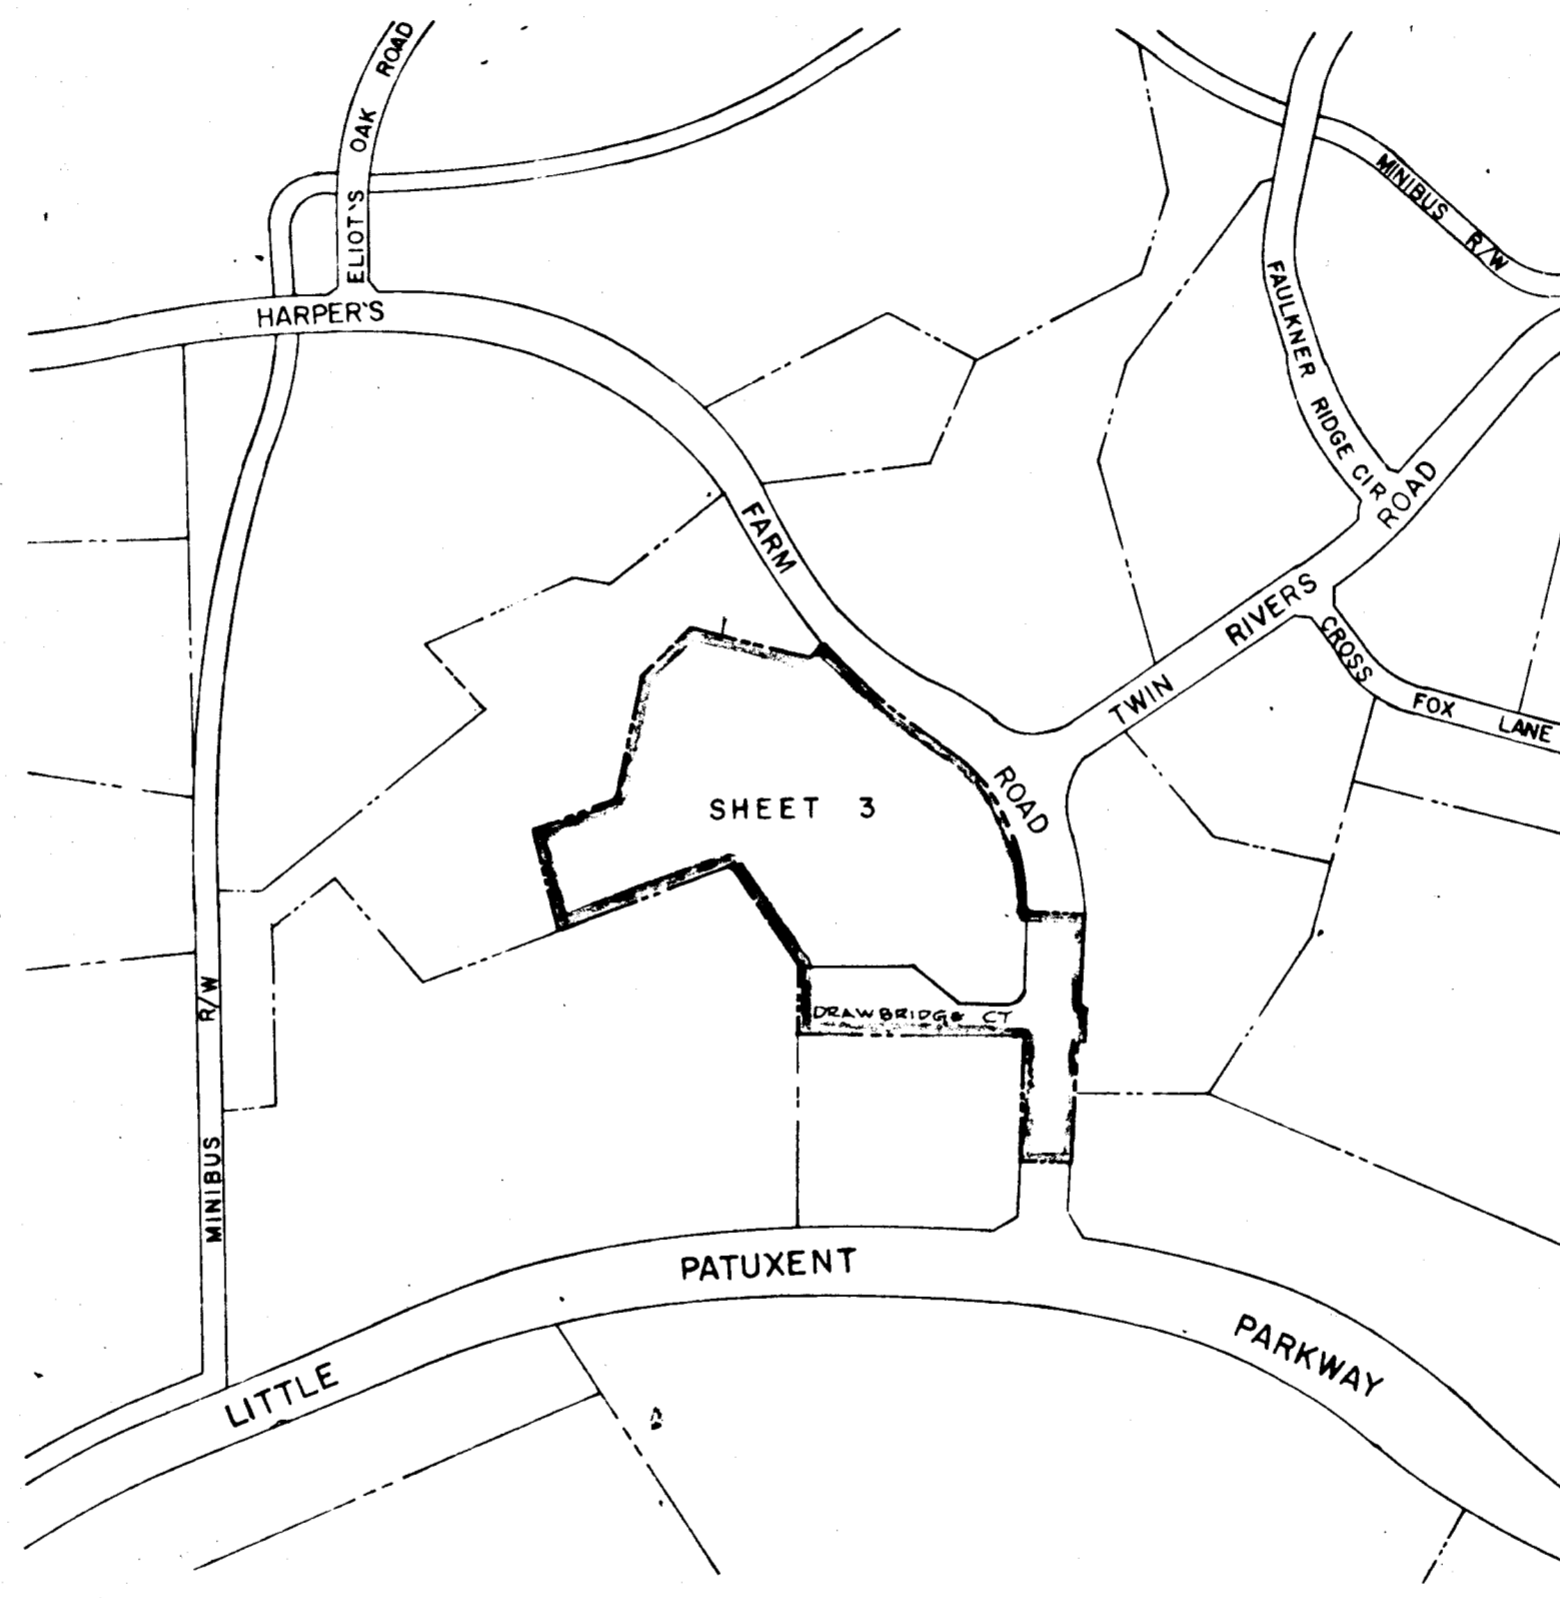 ELIOT'S OAK ROAD
MINIBUS R/W
HARPER'S
FARM
ROAD
FAULKNER RIDGE CIR
TWIN RIVERS ROAD
CROSS FOX LANE
SHEET 3
DRAWBRIDGE CT
MINIBUS R/W
LITTLE PATUXENT PARKWAY